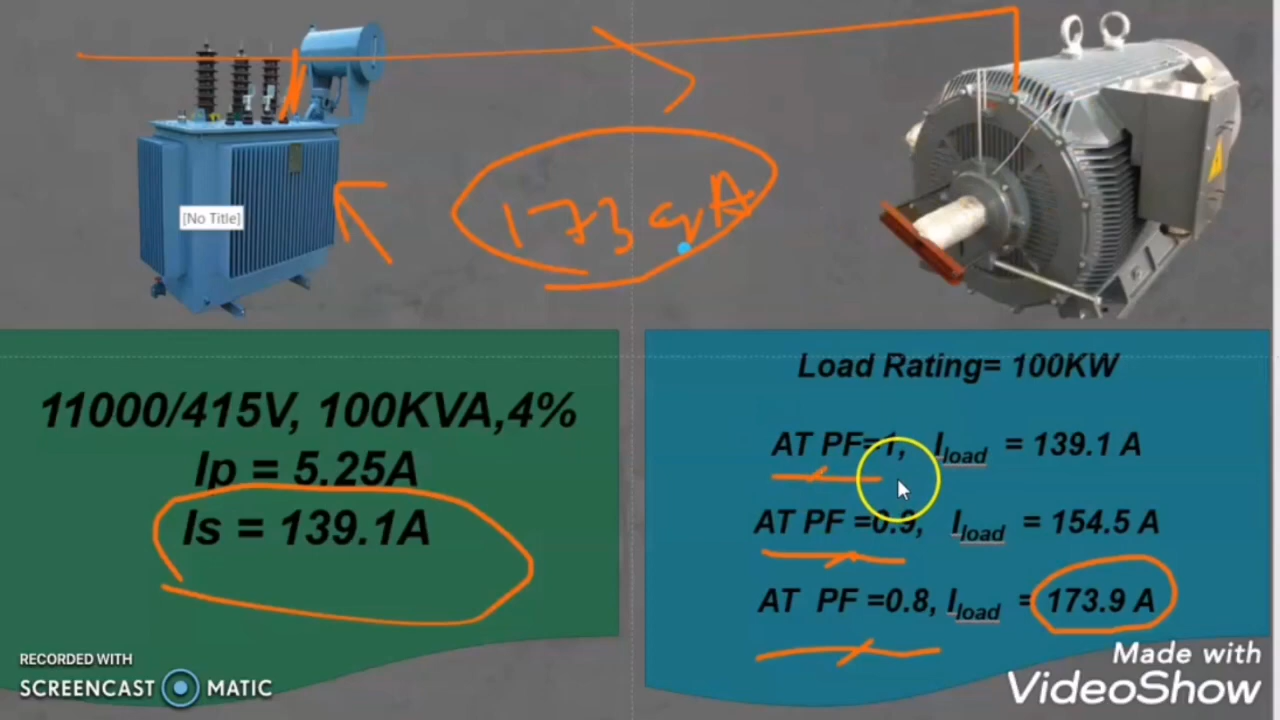 [No Title]
173.9A
11000/415V, 100KVA,4%
Ip = 5.25A
Is = 139.1A
Load Rating= 100KW
AT PF=1, Iload = 139.1 A
AT PF =0.9, Iload = 154.5 A
AT PF =0.8, Iload = 173.9 A
RECORDED WITH
SCREENCAST MATIC
Made with
VideoShow